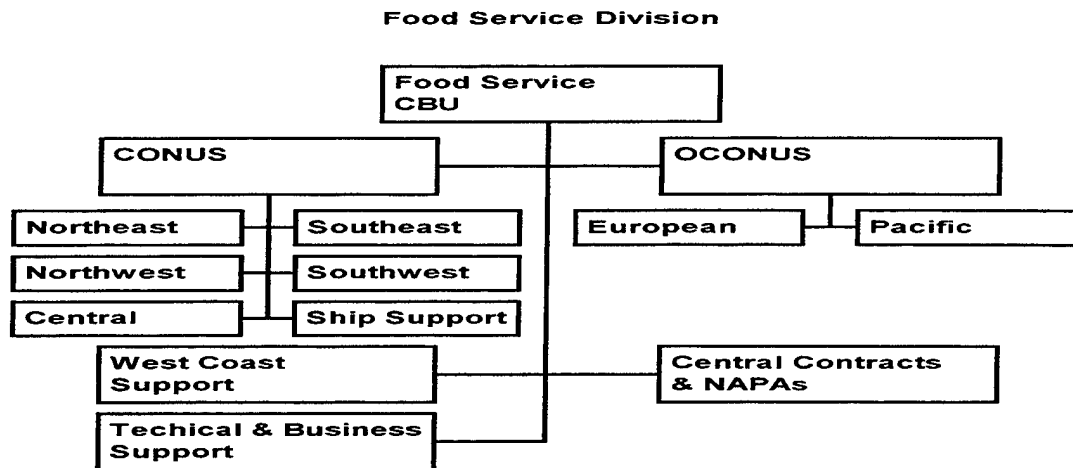 Food Service Division
Food Service
CBU
CONUS
OCONUS
Northeast
Southeast
European
Pacific
Northwest
Southwest
Central
Ship Support
West Coast
Support
Central Contracts
& NAPAs
Techical & Business
Support